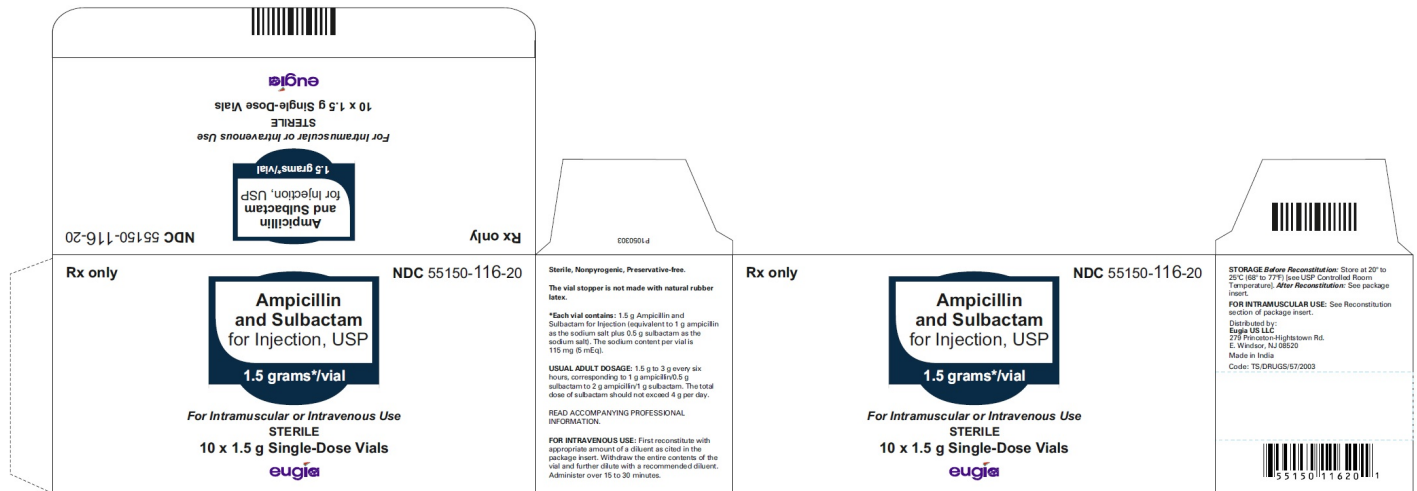 eugia
10 x 1.5 g Single-Dose Vials
STERILE
For Intramuscular or Intravenous Use
1.5 grams*/vial
Ampicillin
and Sulbactam
for Injection, USP
NDC 55150-116-20
Rx only
P1050303
Rx only
NDC 55150-116-20
Ampicillin
and Sulbactam
for Injection, USP
1.5 grams*/vial
For Intramuscular or Intravenous Use
STERILE
10 x 1.5 g Single-Dose Vials
eugia
Sterile, Nonpyrogenic, Preservative-free.
The vial stopper is not made with natural rubber
latex.
*Each vial contains: 1.5 g Ampicillin and
Sulbactam for Injection (equivalent to 1 g ampicillin
as the sodium salt plus 0.5 g sulbactam as the
sodium salt). The sodium content per vial is
115 mg (5 mEq).
USUAL ADULT DOSAGE: 1.5 g to 3 g every six
hours, corresponding to 1 g ampicillin/0.5 g
sulbactam to 2 g ampicillin/1 g sulbactam. The total
dose of sulbactam should not exceed 4 g per day.
READ ACCOMPANYING PROFESSIONAL
INFORMATION.
FOR INTRAVENOUS USE: First reconstitute with
appropriate amount of a diluent as cited in the
package insert. Withdraw the entire contents of the
vial and further dilute with a recommended diluent.
Administer over 15 to 30 minutes.
Rx only
NDC 55150-116-20
Ampicillin
and Sulbactam
for Injection, USP
1.5 grams*/vial
For Intramuscular or Intravenous Use
STERILE
10 x 1.5 g Single-Dose Vials
eugia
STORAGE Before Reconstitution: Store at 20° to
25°C (68° to 77°F) [see USP Controlled Room
Temperature]. After Reconstitution: See package
insert.
FOR INTRAMUSCULAR USE: See Reconstitution
section of package insert.
Distributed by:
Eugia US LLC
279 Princeton-Hightstown Rd.
E. Windsor, NJ 08520
Made in India
Code: TS/DRUGS/57/2003
55150 11620 1